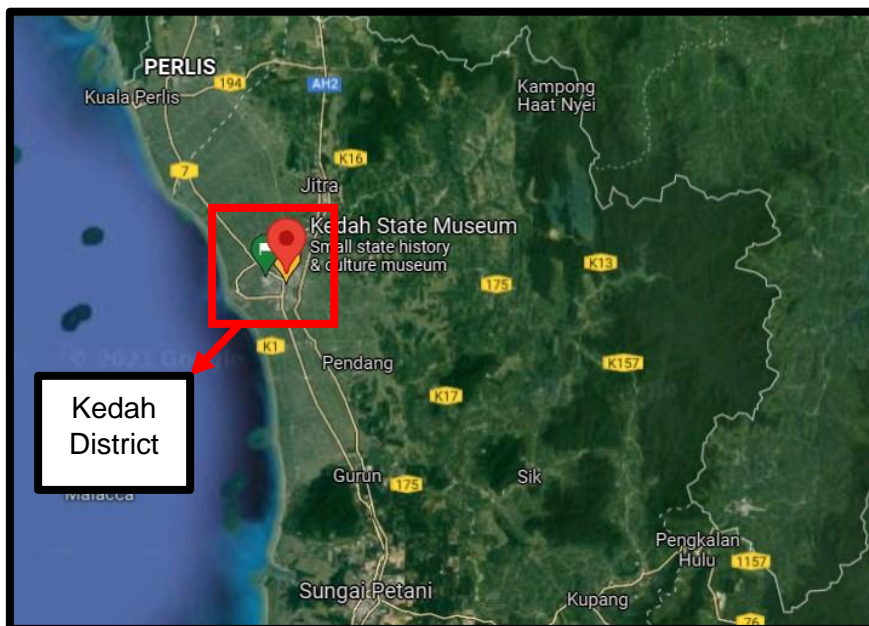 PERLIS
194
AH2
Kuala Perlis
Kampong
Haat Nyei
K16
7
Jitra
Kedah State Museum
Small state history
& culture museum
K13
175
© 2021
K1
Pendang
K157
K17
Kedah
District
Malacca
Gurun
175
Sik
Pengkalan
Hulu
1157
Sungai Petani
Kupang
76